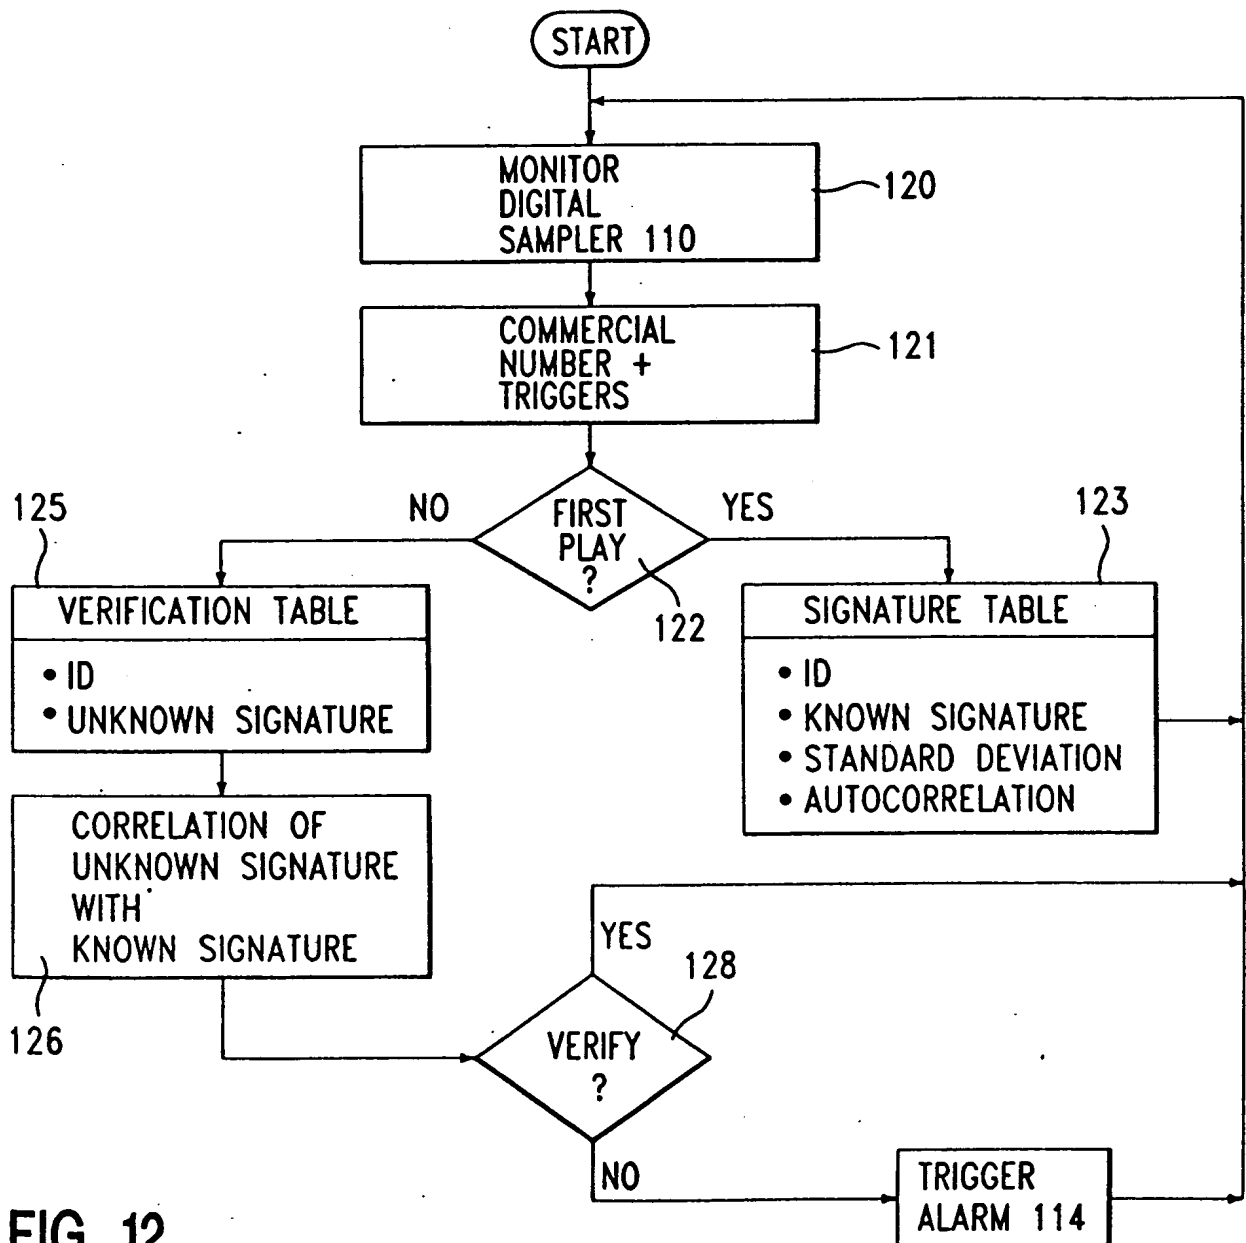 START
MONITOR
DIGITAL
SAMPLER 110
120
COMMERCIAL
NUMBER +
TRIGGERS
121
NO
FIRST
PLAY
?
YES
122
125
VERIFICATION TABLE
• ID
• UNKNOWN SIGNATURE
123
SIGNATURE TABLE
• ID
• KNOWN SIGNATURE
• STANDARD DEVIATION
• AUTOCORRELATION
CORRELATION OF
UNKNOWN SIGNATURE
WITH
KNOWN SIGNATURE
126
YES
128
VERIFY
?
NO
TRIGGER
ALARM 114
FIG. 12